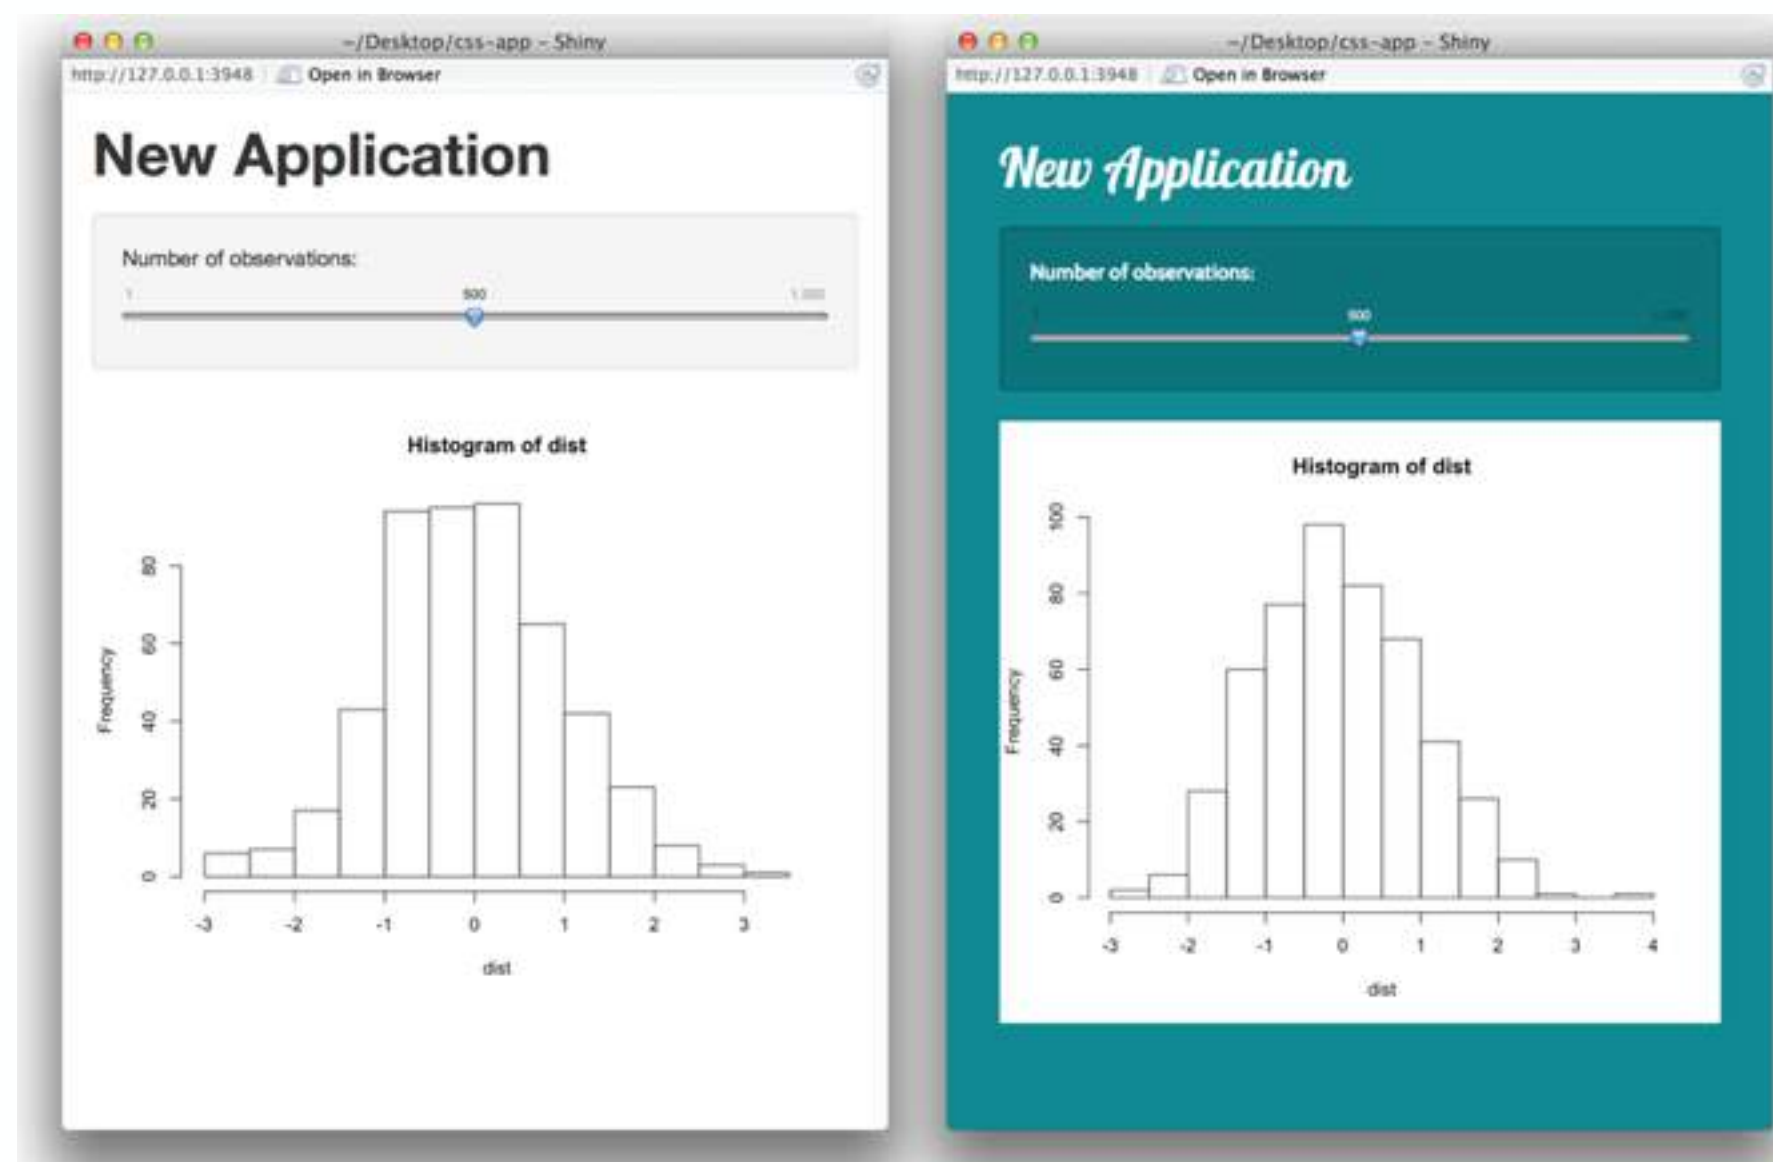 ~/Desktop/css-app - Shiny
http://127.0.0.1:3948 Open in Browser
New Application
Number of observations:
1 500 1,000
Histogram of dist
Frequency
80
60
40
20
0
-3 -2 -1 0 1 2 3
dist
~/Desktop/css-app - Shiny
http://127.0.0.1:3948 Open in Browser
New Application
Number of observations:
500
Histogram of dist
Frequency
100
80
60
40
20
0
-3 -2 -1 0 1 2 3 4
dist